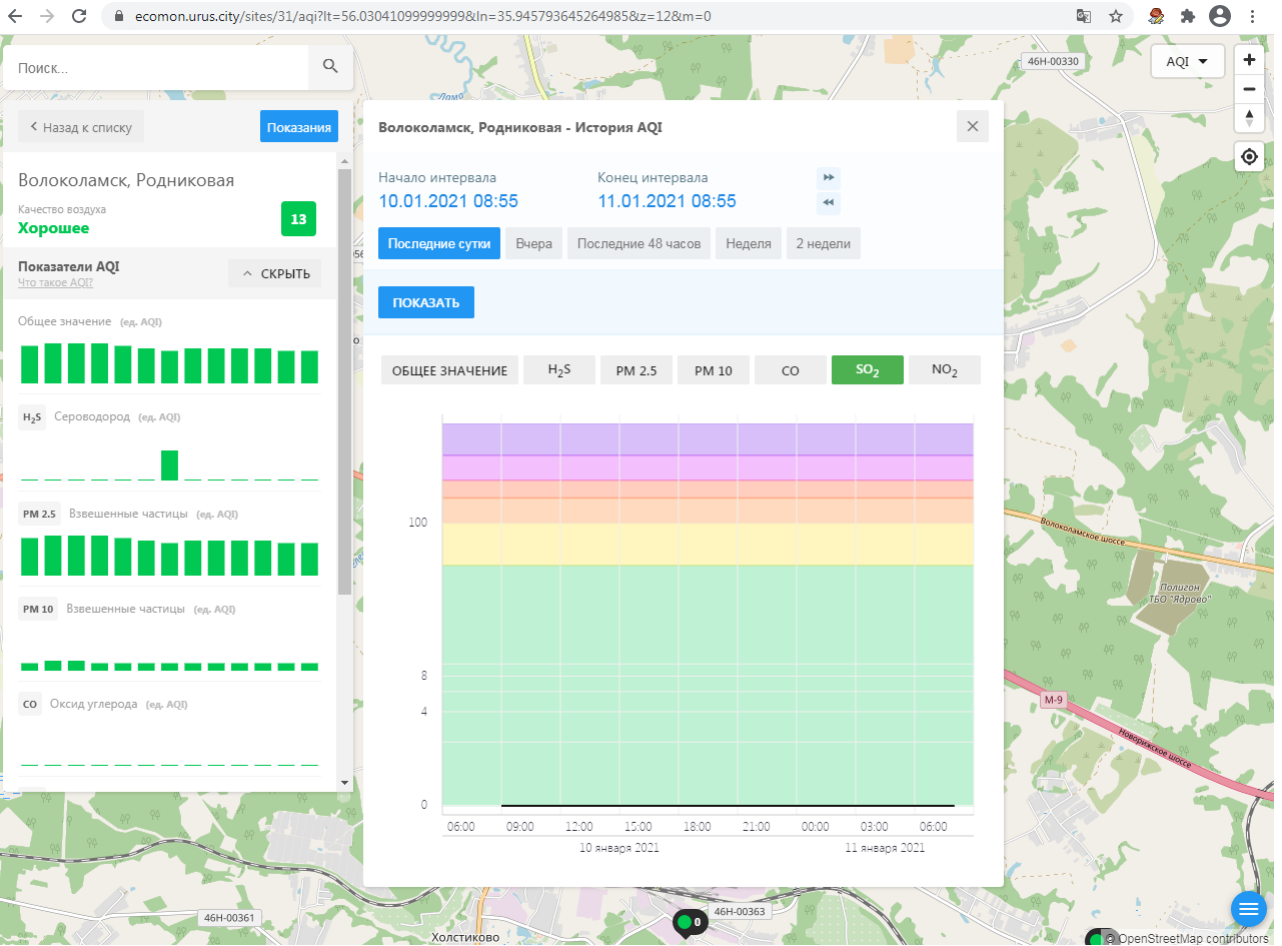 ecomon.urus.city/sites/31/aqi?lt=56.03041099999999&ln=35.945793645264985&z=12&m=0
Поиск...
46Н-00330
AQI
Назад к списку
Показания
Волоколамск, Родниковая
Качество воздуха
Хорошее
13
Показатели AQI
Что такое AQI?
СКРЫТЬ
Общее значение (ед. AQI)
H2S Сероводород (ед. AQI)
PM 2.5 Взвешенные частицы (ед. AQI)
PM 10 Взвешенные частицы (ед. AQI)
CO Оксид углерода (ед. AQI)
Волоколамск, Родниковая - История AQI
Начало интервала
Конец интервала
10.01.2021 08:55
11.01.2021 08:55
Последние сутки
Вчера
Последние 48 часов
Неделя
2 недели
ПОКАЗАТЬ
ОБЩЕЕ ЗНАЧЕНИЕ
H2S
PM 2.5
PM 10
CO
SO2
NO2
100
8
4
0
06:00 09:00 12:00 15:00 18:00 21:00 00:00 03:00 06:00
10 января 2021
11 января 2021
Волоколамское шоссе
Полигон
ТБО "Ядрово"
М-9
Новорижское шоссе
46Н-00361
46Н-00363
0
Холстиково
© OpenStreetMap contributors